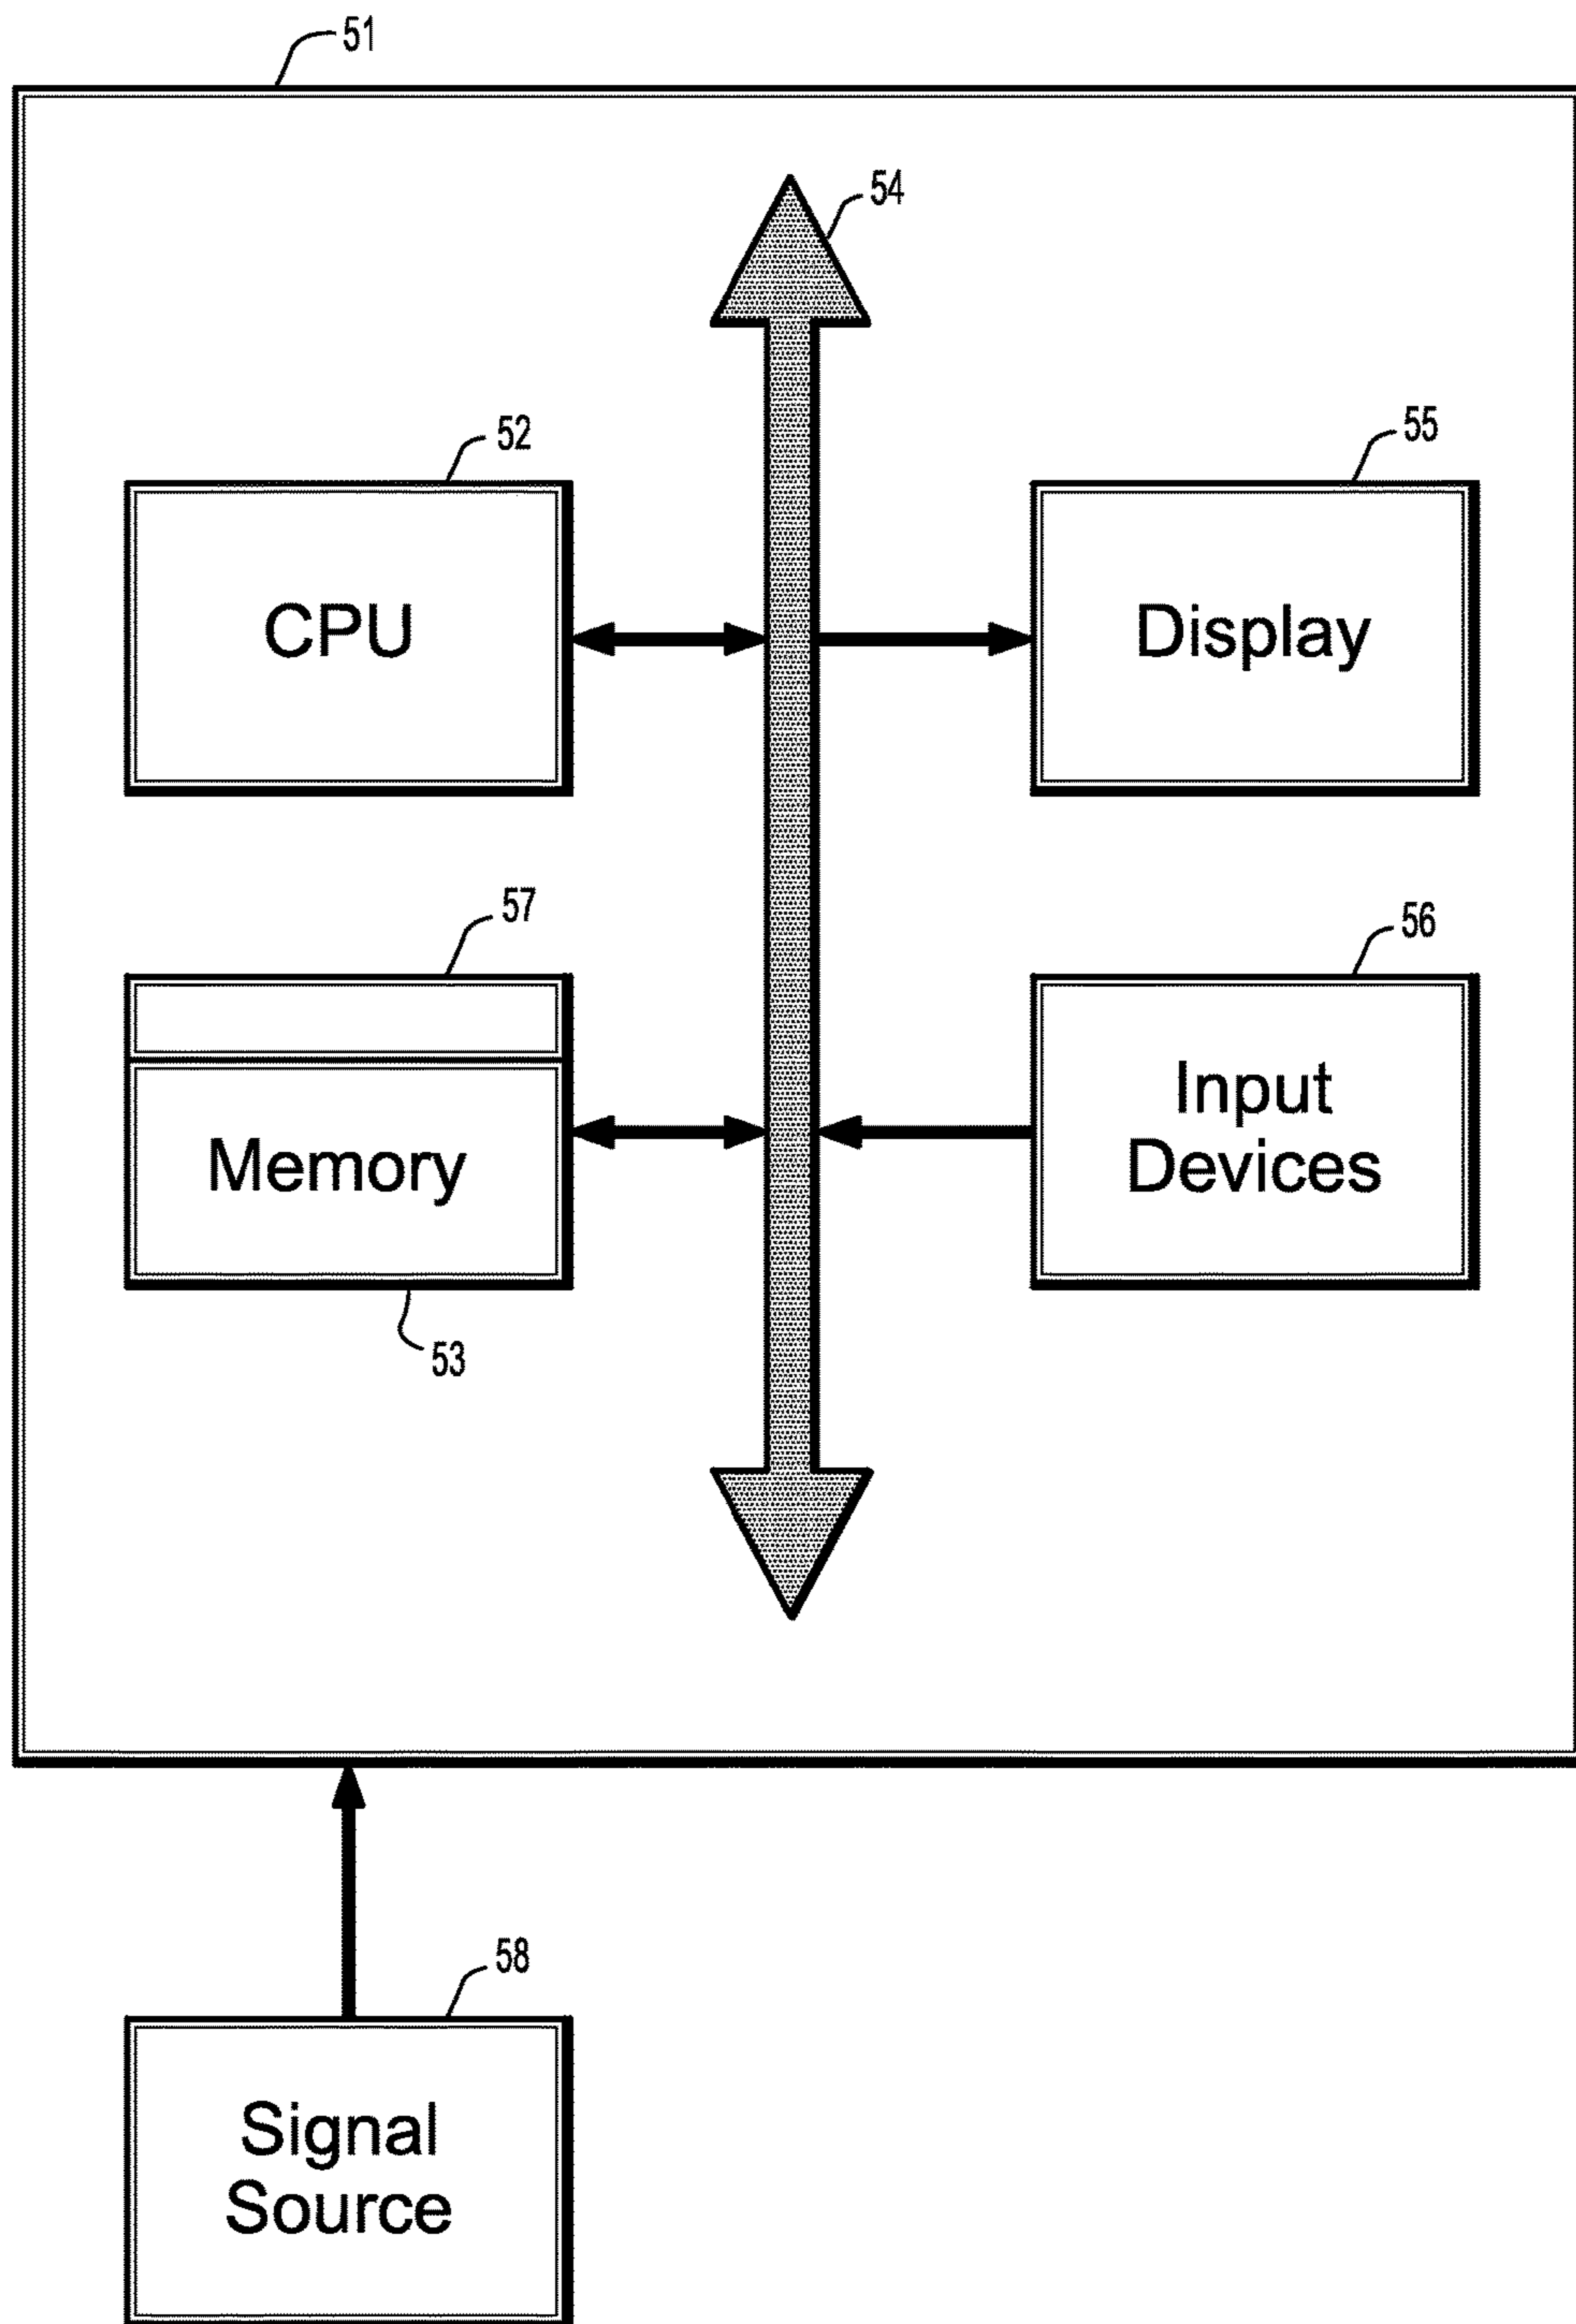 51
54
52
CPU
55
Display
57
Memory
53
56
Input
Devices
58
Signal
Source